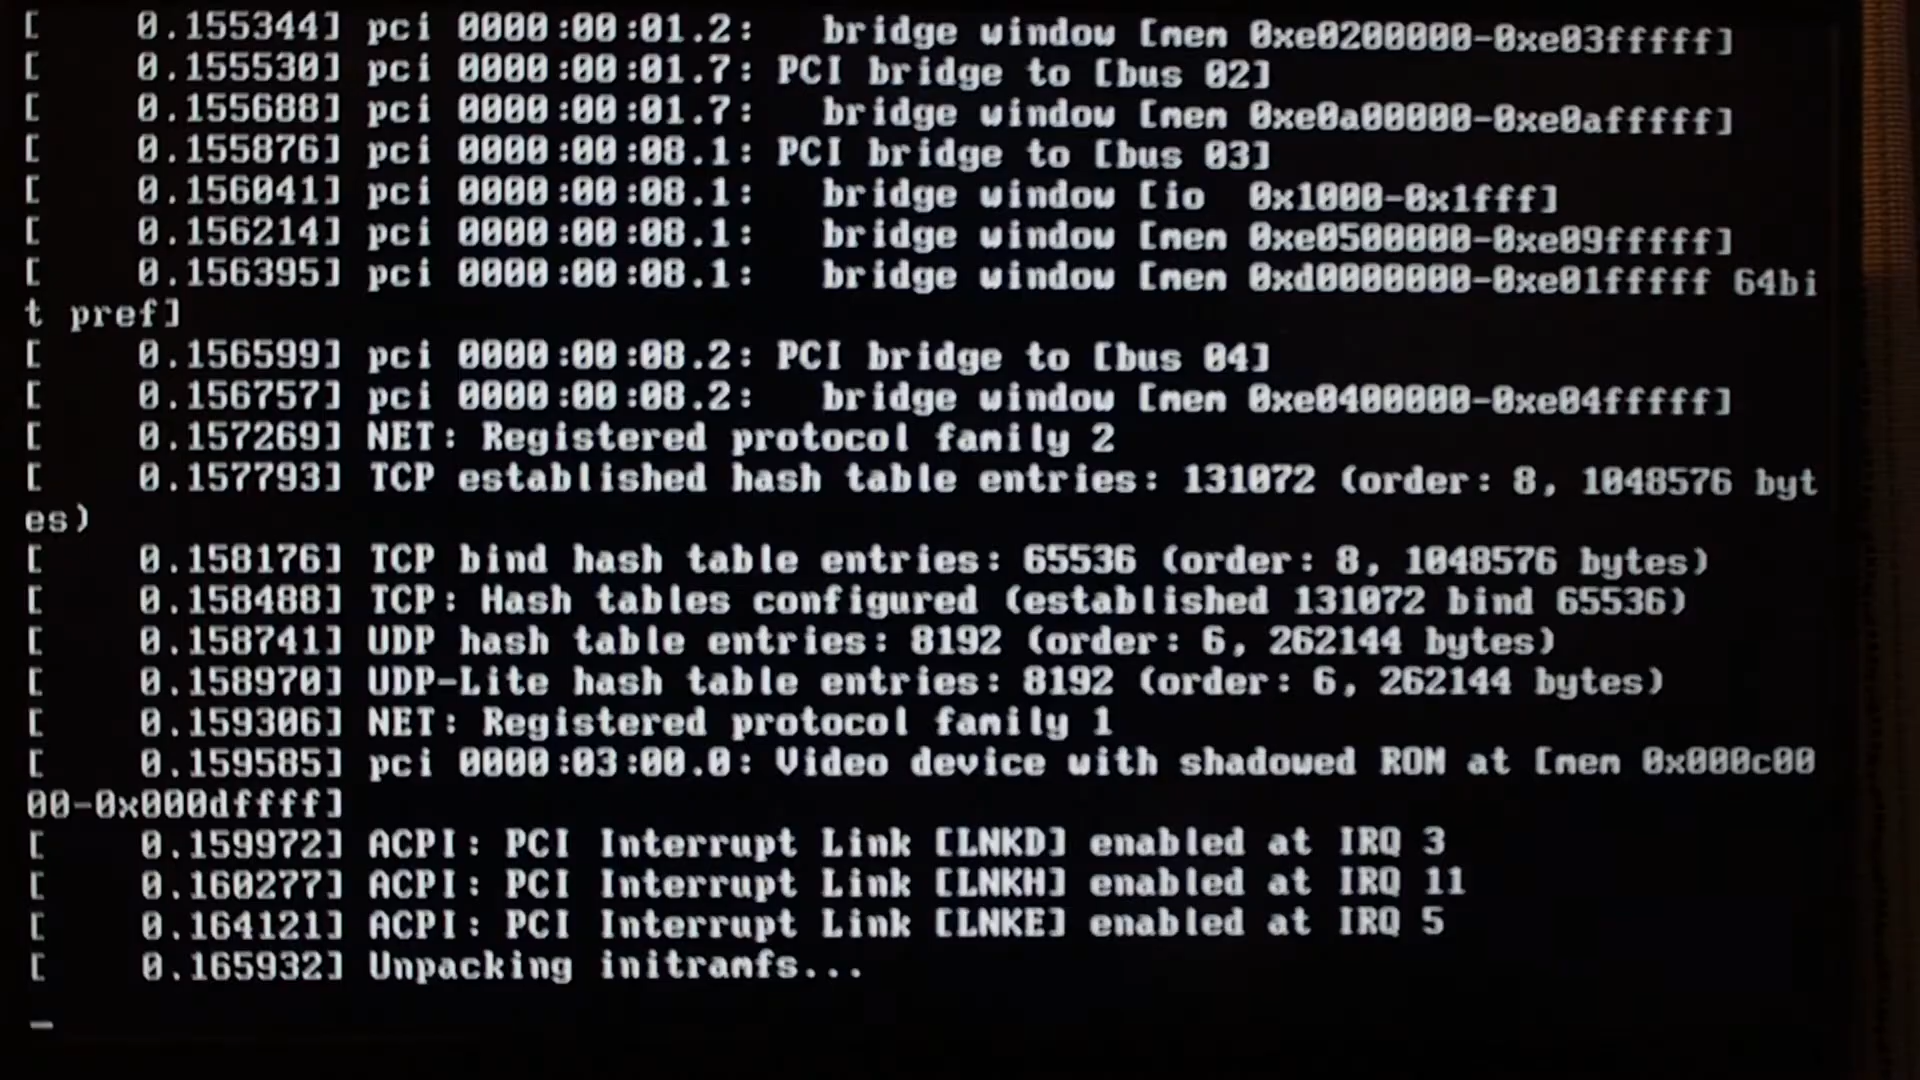 [    0.155344] pci 0000:00:01.2:   bridge window [mem 0xe0200000-0xe03fffff]
[    0.155530] pci 0000:00:01.7: PCI bridge to [bus 02]
[    0.155688] pci 0000:00:01.7:   bridge window [mem 0xe0a00000-0xe0afffff]
[    0.155876] pci 0000:00:08.1: PCI bridge to [bus 03]
[    0.156041] pci 0000:00:08.1:   bridge window [io  0x1000-0x1fff]
[    0.156214] pci 0000:00:08.1:   bridge window [mem 0xe0500000-0xe09fffff]
[    0.156395] pci 0000:00:08.1:   bridge window [mem 0xd0000000-0xe01fffff 64bi
t pref]
[    0.156599] pci 0000:00:08.2: PCI bridge to [bus 04]
[    0.156757] pci 0000:00:08.2:   bridge window [mem 0xe0400000-0xe04fffff]
[    0.157269] NET: Registered protocol family 2
[    0.157793] TCP established hash table entries: 131072 (order: 8, 1048576 byt
es)
[    0.158176] TCP bind hash table entries: 65536 (order: 8, 1048576 bytes)
[    0.158488] TCP: Hash tables configured (established 131072 bind 65536)
[    0.158741] UDP hash table entries: 8192 (order: 6, 262144 bytes)
[    0.158970] UDP-Lite hash table entries: 8192 (order: 6, 262144 bytes)
[    0.159306] NET: Registered protocol family 1
[    0.159585] pci 0000:03:00.0: Video device with shadowed ROM at [mem 0x000c00
00-0x000dffff]
[    0.159972] ACPI: PCI Interrupt Link [LNKD] enabled at IRQ 3
[    0.160277] ACPI: PCI Interrupt Link [LNKH] enabled at IRQ 11
[    0.164121] ACPI: PCI Interrupt Link [LNKE] enabled at IRQ 5
[    0.165932] Unpacking initramfs...
_